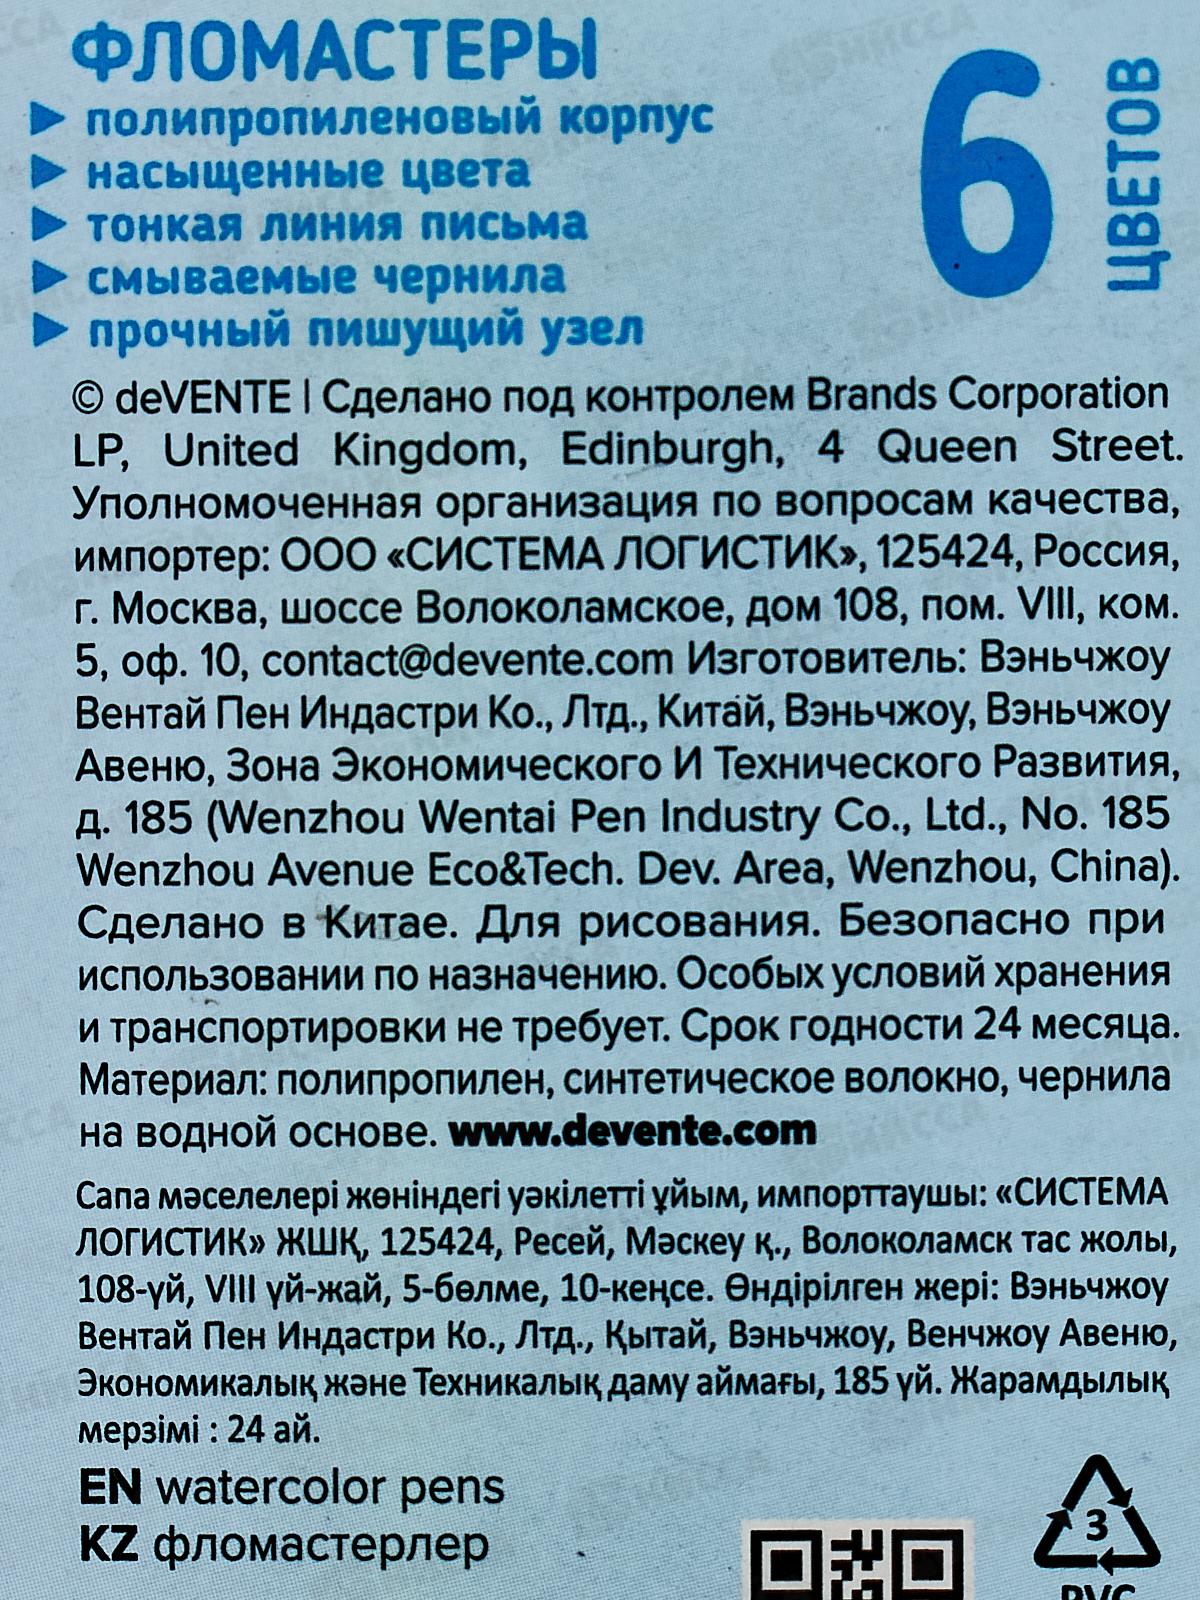 ФЛОМАСТЕРЫ
▶ полипропиленовый корпус
▶ насыщенные цвета
▶ тонкая линия письма
▶ смываемые чернила
▶ прочный пишущий узел
6
ЦВЕТОВ
© deVENTE | Сделано под контролем Brands Corporation
LP, United Kingdom, Edinburgh, 4 Queen Street.
Уполномоченная организация по вопросам качества,
импортер: ООО «СИСТЕМА ЛОГИСТИК», 125424, Россия,
г. Москва, шоссе Волоколамское, дом 108, пом. VIII, ком.
5, оф. 10, contact@devente.com Изготовитель: Вэньчжоу
Вентай Пен Индастри Ко., Лтд., Китай, Вэньчжоу, Вэньчжоу
Авеню, Зона Экономического И Технического Развития,
д. 185 (Wenzhou Wentai Pen Industry Co., Ltd., No. 185
Wenzhou Avenue Eco&Tech. Dev. Area, Wenzhou, China).
Сделано в Китае. Для рисования. Безопасно при
использовании по назначению. Особых условий хранения
и транспортировки не требует. Срок годности 24 месяца.
Материал: полипропилен, синтетическое волокно, чернила
на водной основе. www.devente.com
Сапа мәселелері жөніндегі уәкілетті ұйым, импорттаушы: «СИСТЕМА
ЛОГИСТИК» ЖШҚ, 125424, Ресей, Мәскеу қ., Волоколамск тас жолы,
108-үй, VIII үй-жай, 5-бөлме, 10-кеңсе. Өндірілген жері: Вэньчжоу
Вентай Пен Индастри Ко., Лтд., Қытай, Вэньчжоу, Венчжоу Авеню,
Экономикалық және Техникалық даму аймағы, 185 үй. Жарамдылық
мерзімі : 24 ай.
EN watercolor pens
KZ фломастерлер
3
PVC